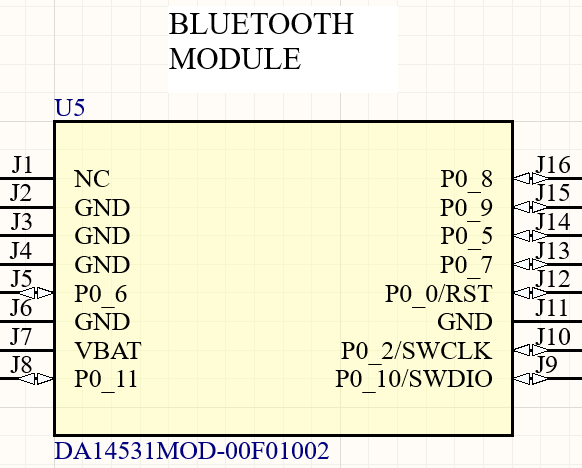 BLUETOOTH
MODULE
U5
J1 NC P0_8 J16
J2 GND P0_9 J15
J3 GND P0_5 J14
J4 GND P0_7 J13
J5 P0_6 P0_0/RST J12
J6 GND GND J11
J7 VBAT P0_2/SWCLK J10
J8 P0_11 P0_10/SWDIO J9
DA14531MOD-00F01002